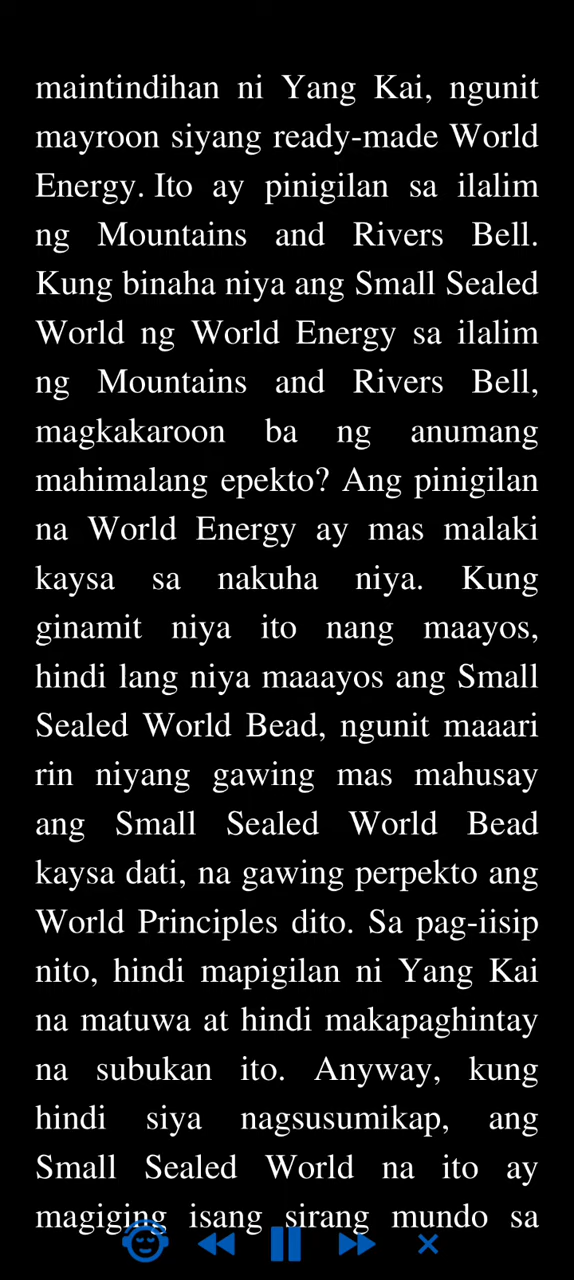 maintindihan ni Yang Kai, ngunit
mayroon siyang ready-made World
Energy. Ito ay pinigilan sa ilalim
ng Mountains and Rivers Bell.
Kung binaha niya ang Small Sealed
World ng World Energy sa ilalim
ng Mountains and Rivers Bell,
magkakaroon ba ng anumang
mahimalang epekto? Ang pinigilan
na World Energy ay mas malaki
kaysa sa nakuha niya. Kung
ginamit niya ito nang maayos,
hindi lang niya maaayos ang Small
Sealed World Bead, ngunit maaari
rin niyang gawing mas mahusay
ang Small Sealed World Bead
kaysa dati, na gawing perpekto ang
World Principles dito. Sa pag-iisip
nito, hindi mapigilan ni Yang Kai
na matuwa at hindi makapaghintay
na subukan ito. Anyway, kung
hindi siya nagsusumikap, ang
Small Sealed World na ito ay
magiging isang sirang mundo sa